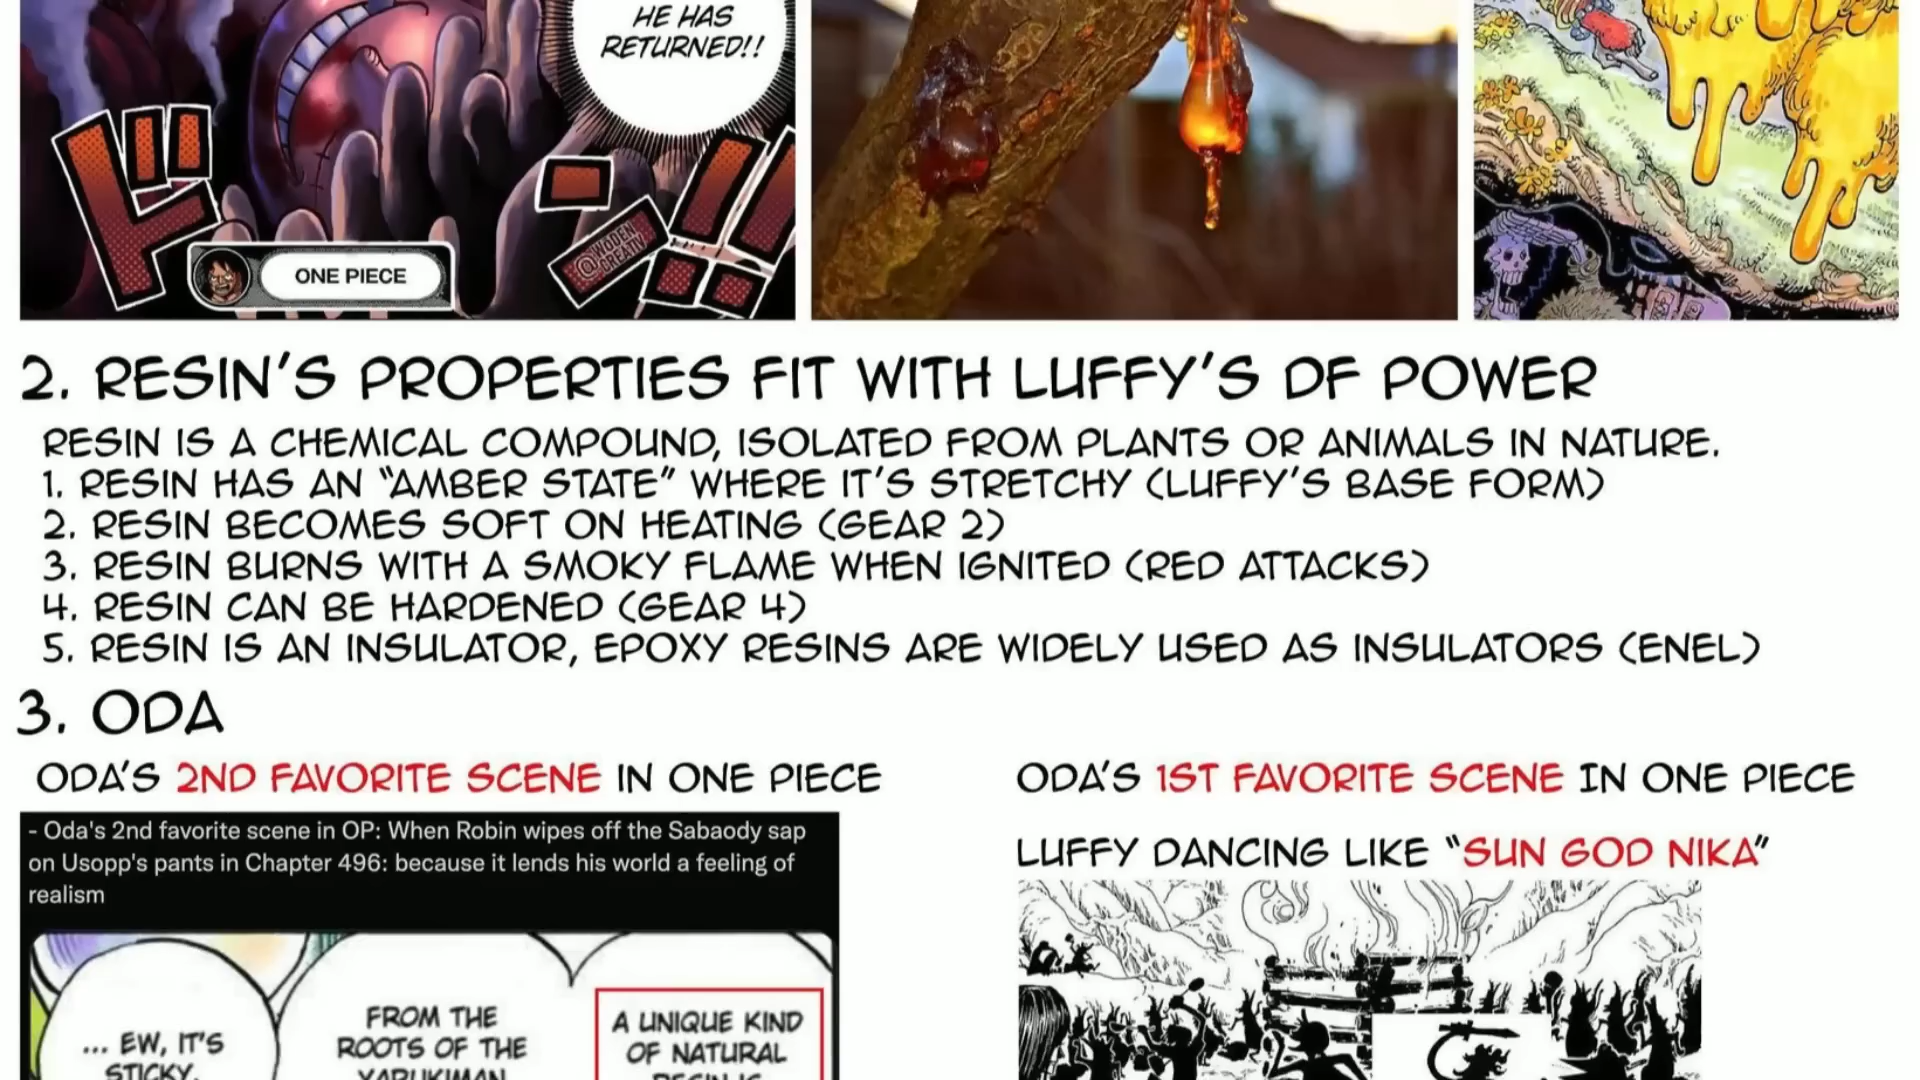 HE HAS
RETURNED!!
ド
ン!!
@WODEN
CREATIV
ONE PIECE
2. RESIN'S PROPERTIES FIT WITH LUFFY'S DF POWER
RESIN IS A CHEMICAL COMPOUND, ISOLATED FROM PLANTS OR ANIMALS IN NATURE.
1. RESIN HAS AN "AMBER STATE" WHERE IT'S STRETCHY (LUFFY'S BASE FORM)
2. RESIN BECOMES SOFT ON HEATING (GEAR 2)
3. RESIN BURNS WITH A SMOKY FLAME WHEN IGNITED (RED ATTACKS)
4. RESIN CAN BE HARDENED (GEAR 4)
5. RESIN IS AN INSULATOR, EPOXY RESINS ARE WIDELY USED AS INSULATORS (ENEL)
3. ODA
ODA'S 2ND FAVORITE SCENE IN ONE PIECE
- Oda's 2nd favorite scene in OP: When Robin wipes off the Sabaody sap
on Usopp's pants in Chapter 496: because it lends his world a feeling of
realism
... EW, IT'S
STICKY.
FROM THE
ROOTS OF THE
YARUKIMAN
A UNIQUE KIND
OF NATURAL
RESIN IS
ODA'S 1ST FAVORITE SCENE IN ONE PIECE
LUFFY DANCING LIKE "SUN GOD NIKA"